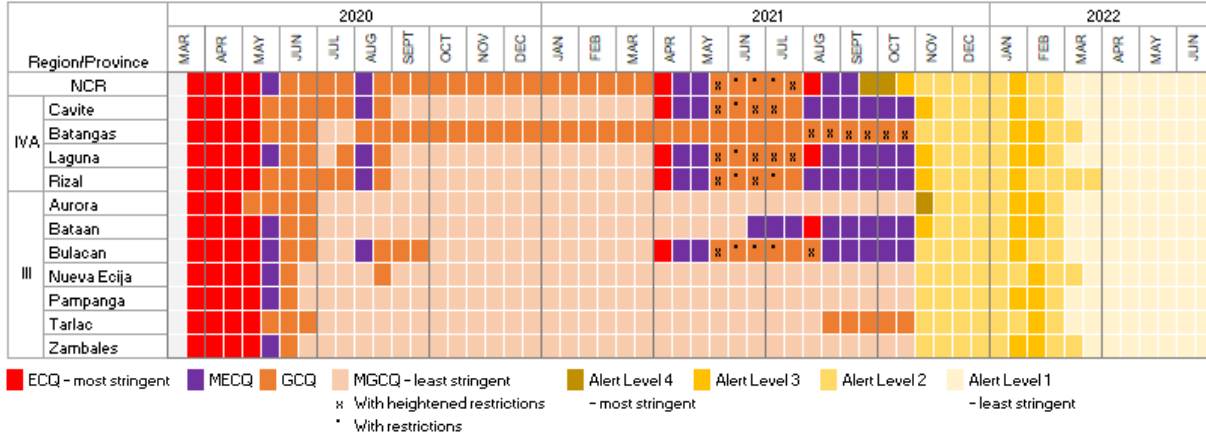 2020 2021 2022
Region/Province MAR APR MAY JUN JUL AUG SEPT OCT NOV DEC JAN FEB MAR APR MAY JUN JUL AUG SEPT OCT NOV DEC JAN FEB MAR APR MAY JUN
NCR x • • • x
IVA
Cavite x • x x
Batangas x x x x x x
Laguna x • x x x
Rizal x • x •
III
Aurora
Bataan
Bulacan x • • • x
Nueva Ecija
Pampanga
Tarlac
Zambales
ECQ – most stringent MECQ GCQ MGCQ – least stringent Alert Level 4 Alert Level 3 Alert Level 2 Alert Level 1
x With heightened restrictions – most stringent – least stringent
• With restrictions